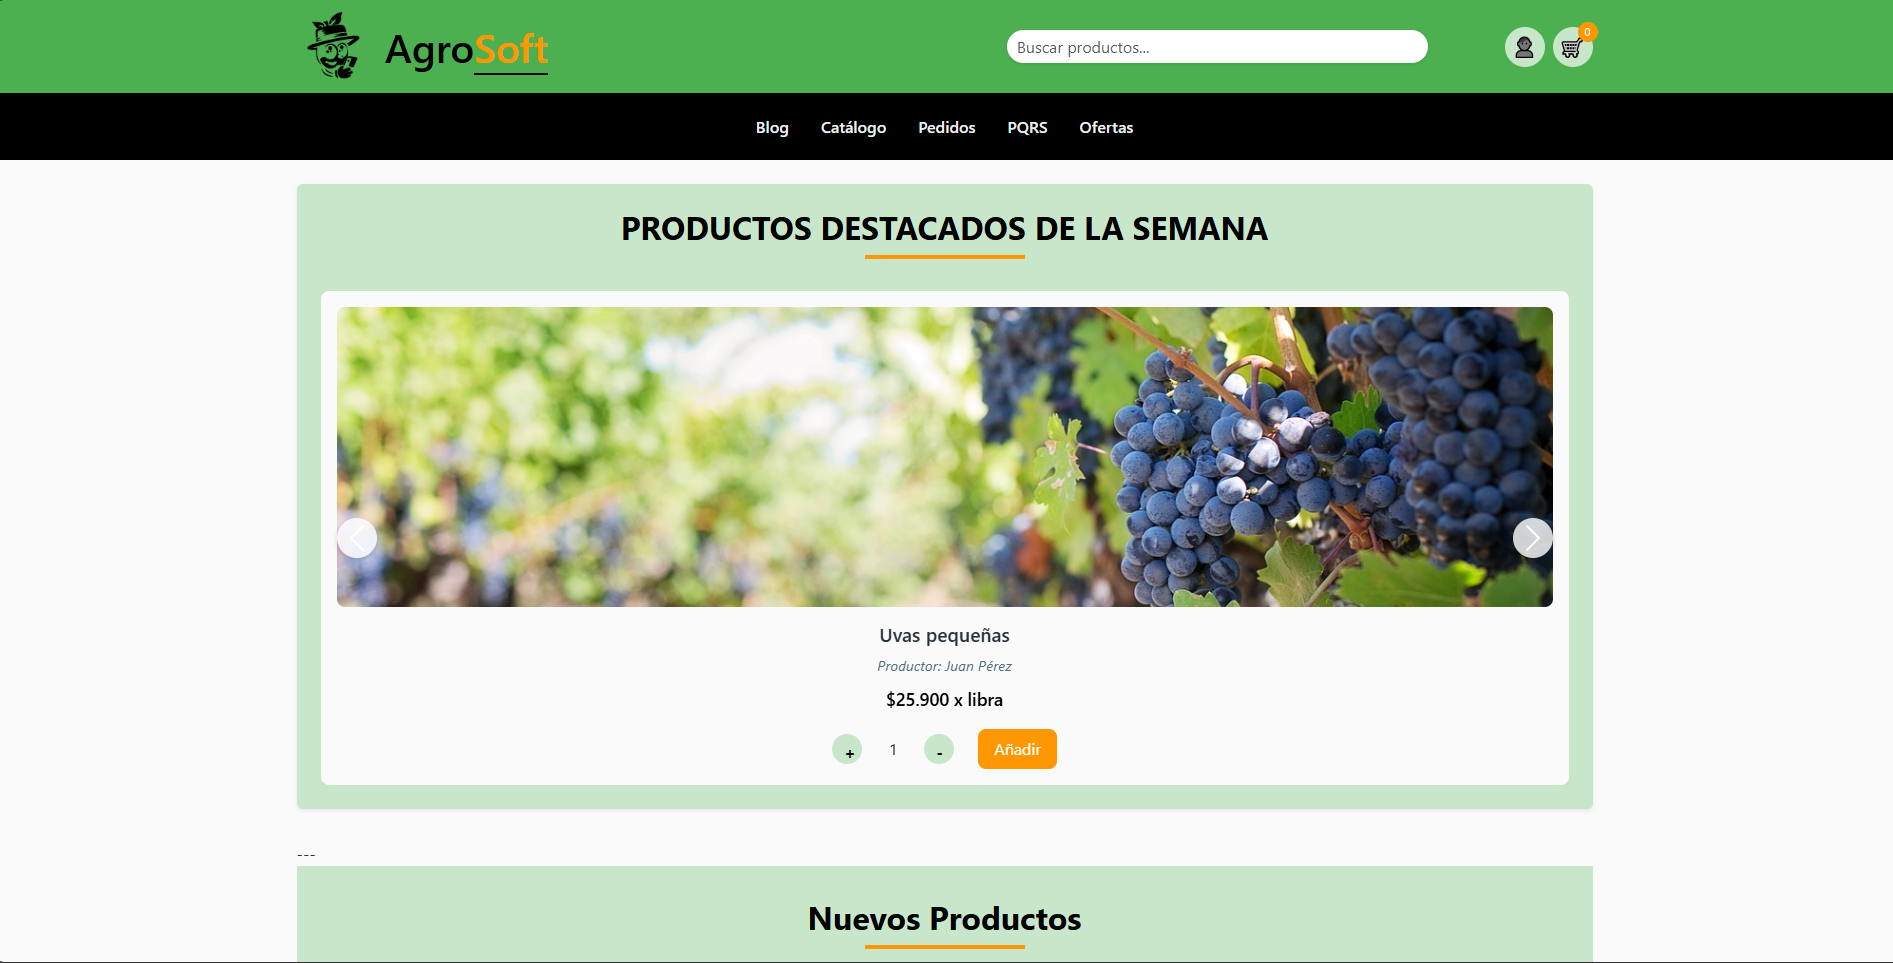 AgroSoft
Buscar productos...
0
Blog Catálogo Pedidos PQRS Ofertas
PRODUCTOS DESTACADOS DE LA SEMANA
Uvas pequeñas
Productor: Juan Pérez
$25.900 x libra
+ 1 - Añadir
---
Nuevos Productos